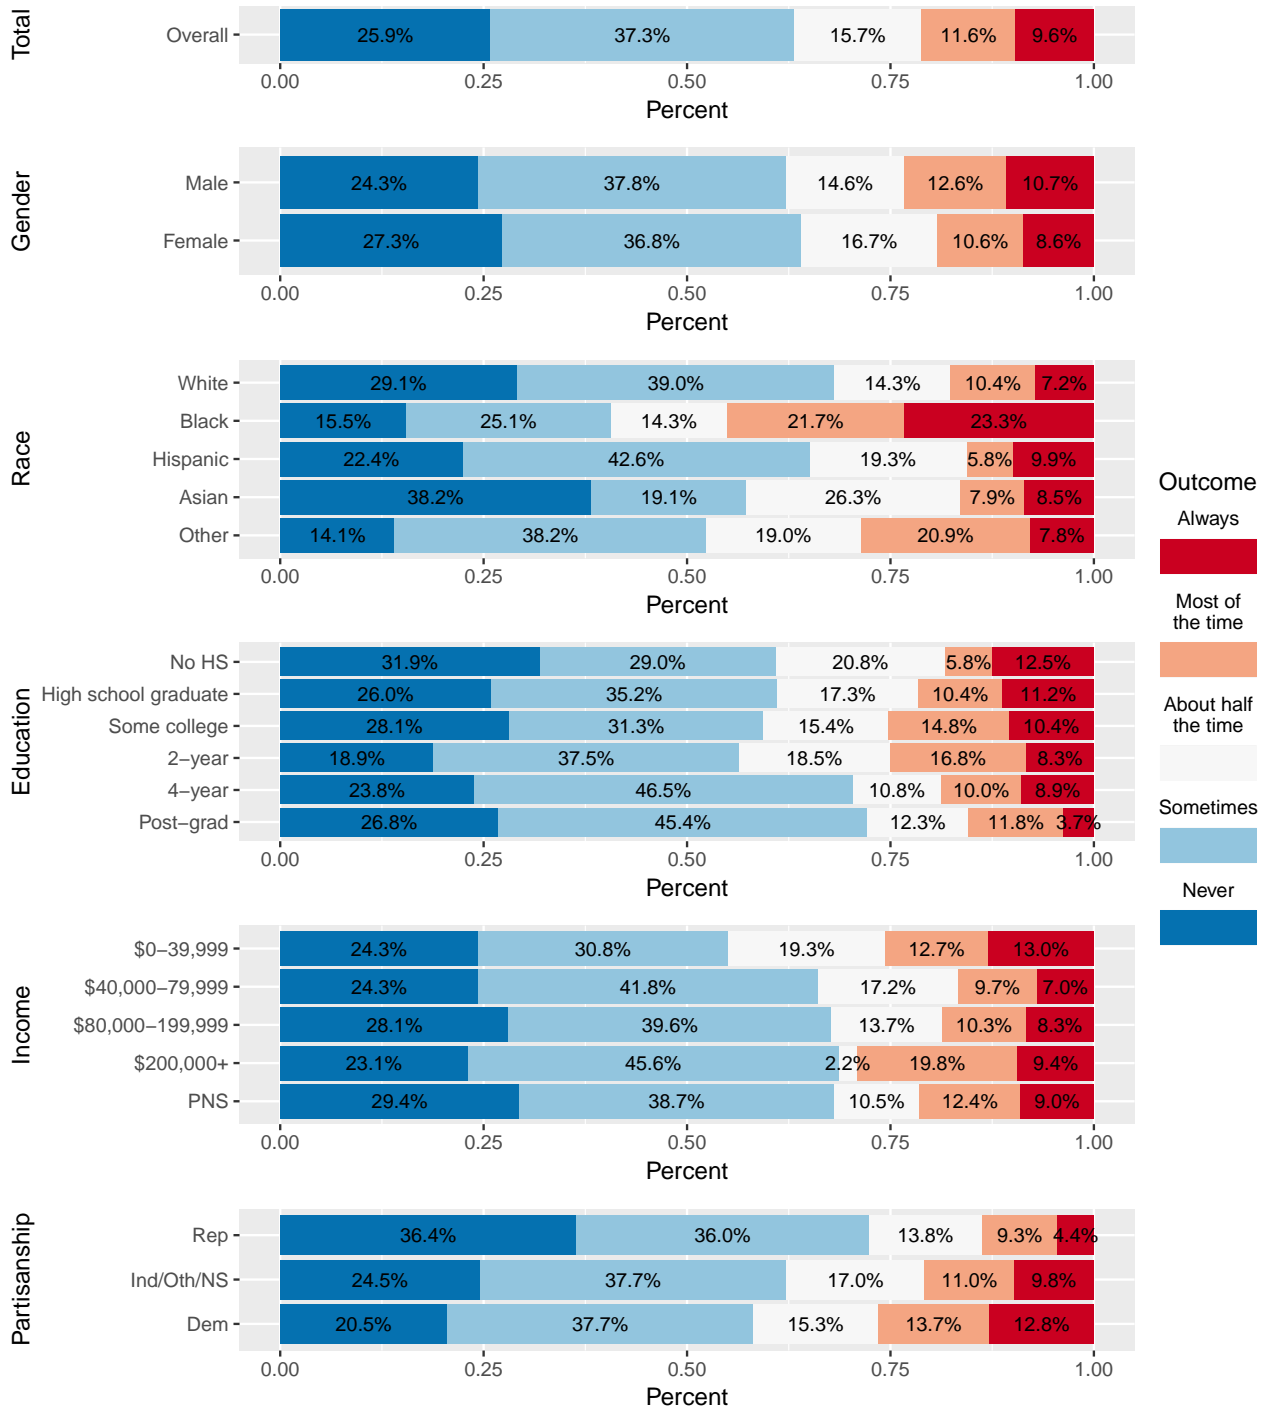 Total
Overall
25.9% 37.3% 15.7% 11.6% 9.6%
0.00 0.25 0.50 0.75 1.00
Percent
Gender
Male
24.3% 37.8% 14.6% 12.6% 10.7%
Female
27.3% 36.8% 16.7% 10.6% 8.6%
0.00 0.25 0.50 0.75 1.00
Percent
Race
White
29.1% 39.0% 14.3% 10.4% 7.2%
Black
15.5% 25.1% 14.3% 21.7% 23.3%
Hispanic
22.4% 42.6% 19.3% 5.8% 9.9%
Asian
38.2% 19.1% 26.3% 7.9% 8.5%
Other
14.1% 38.2% 19.0% 20.9% 7.8%
0.00 0.25 0.50 0.75 1.00
Percent
Education
No HS
31.9% 29.0% 20.8% 5.8% 12.5%
High school graduate
26.0% 35.2% 17.3% 10.4% 11.2%
Some college
28.1% 31.3% 15.4% 14.8% 10.4%
2−year
18.9% 37.5% 18.5% 16.8% 8.3%
4−year
23.8% 46.5% 10.8% 10.0% 8.9%
Post−grad
26.8% 45.4% 12.3% 11.8% 3.7%
0.00 0.25 0.50 0.75 1.00
Percent
Income
$0−39,999
24.3% 30.8% 19.3% 12.7% 13.0%
$40,000−79,999
24.3% 41.8% 17.2% 9.7% 7.0%
$80,000−199,999
28.1% 39.6% 13.7% 10.3% 8.3%
$200,000+
23.1% 45.6% 2.2% 19.8% 9.4%
PNS
29.4% 38.7% 10.5% 12.4% 9.0%
0.00 0.25 0.50 0.75 1.00
Percent
Partisanship
Rep
36.4% 36.0% 13.8% 9.3% 4.4%
Ind/Oth/NS
24.5% 37.7% 17.0% 11.0% 9.8%
Dem
20.5% 37.7% 15.3% 13.7% 12.8%
0.00 0.25 0.50 0.75 1.00
Percent
Outcome
Always
Most of
the time
About half
the time
Sometimes
Never